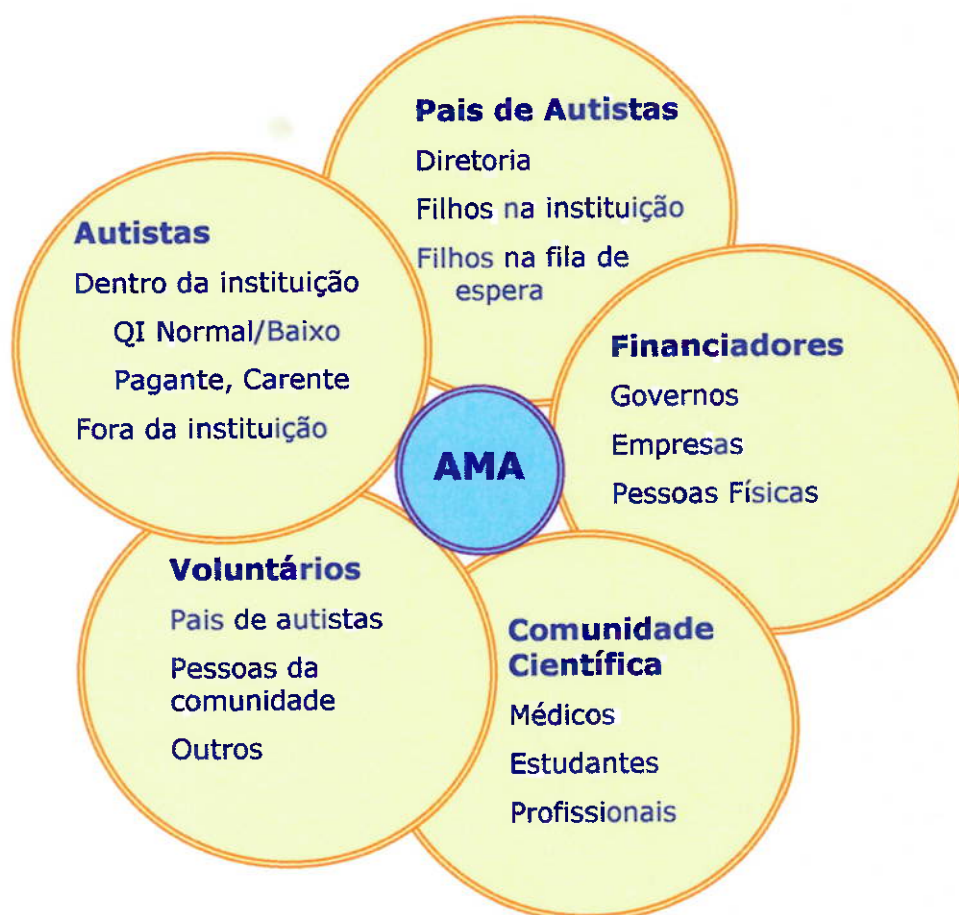 Pais de Autistas
Diretoria
Filhos na instituição
Filhos na fila de
espera
Autistas
Dentro da instituição
QI Normal/Baixo
Pagante, Carente
Fora da instituição
Financiadores
Governos
Empresas
Pessoas Físicas
AMA
Voluntários
Pais de autistas
Pessoas da
comunidade
Outros
Comunidade
Científica
Médicos
Estudantes
Profissionais